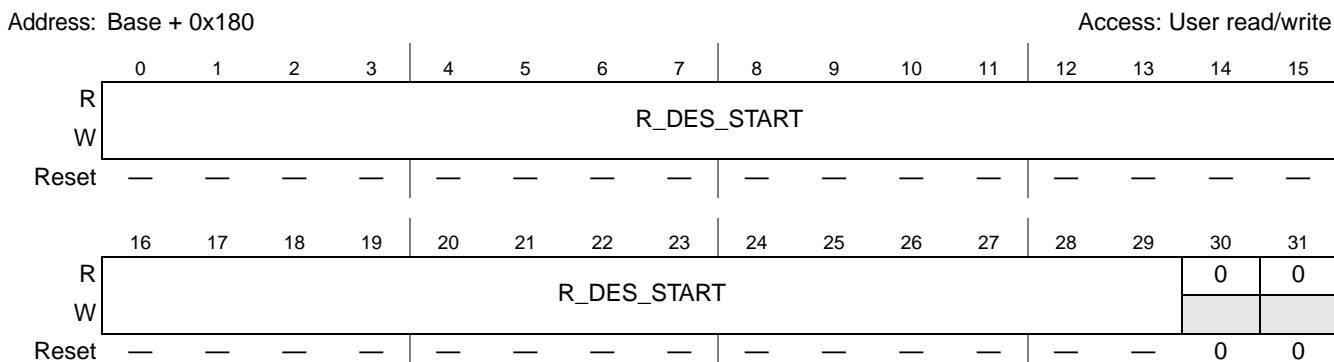 Address: Base + 0x180 Access: User read/write
0 1 2 3 4 5 6 7 8 9 10 11 12 13 14 15
R
R_DES_START
W
Reset — — — — — — — — — — — — — — — —
16 17 18 19 20 21 22 23 24 25 26 27 28 29 30 31
R 0 0
R_DES_START
W
Reset — — — — — — — — — — — — — — 0 0